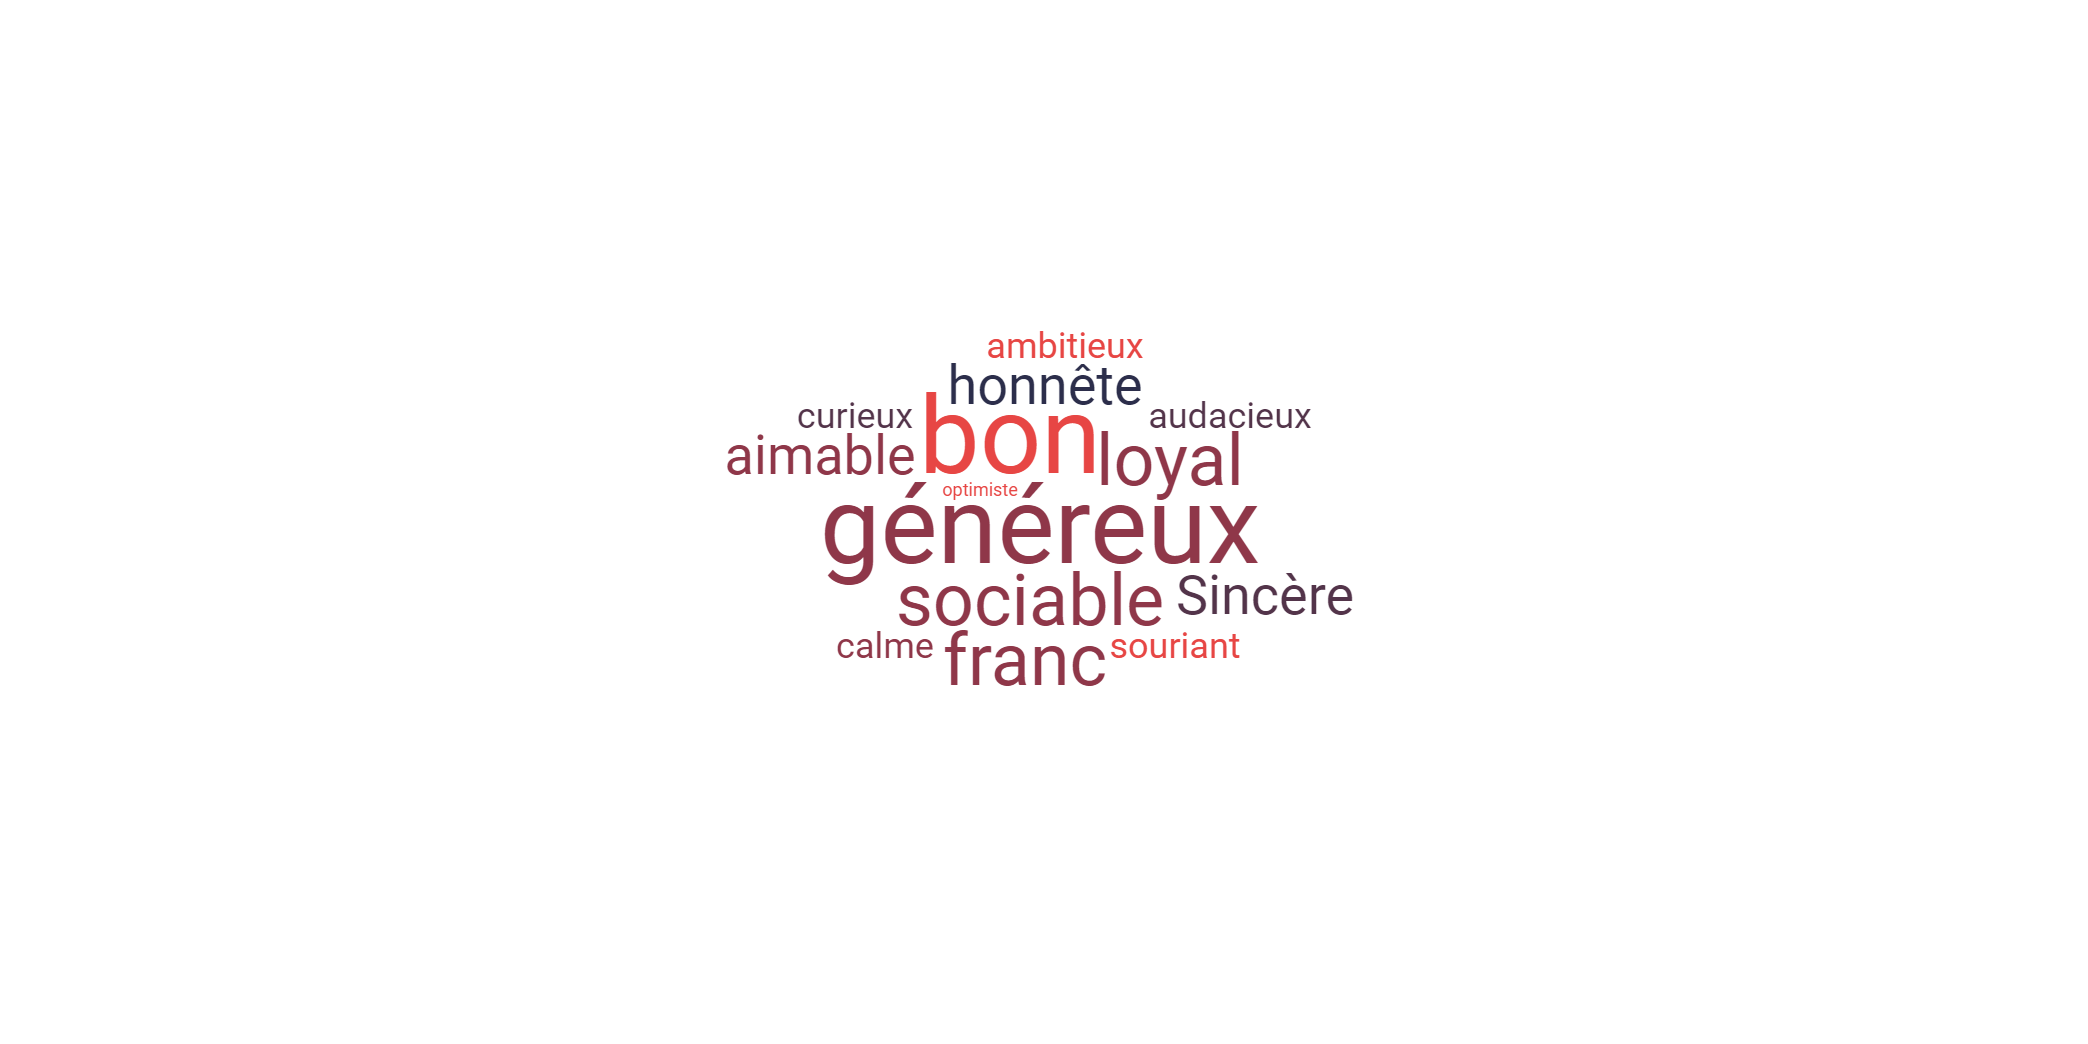 ambitieux
honnête
curieux
bon
audacieux
aimable
loyal
optimiste
généreux
sociable
Sincère
calme
franc
souriant